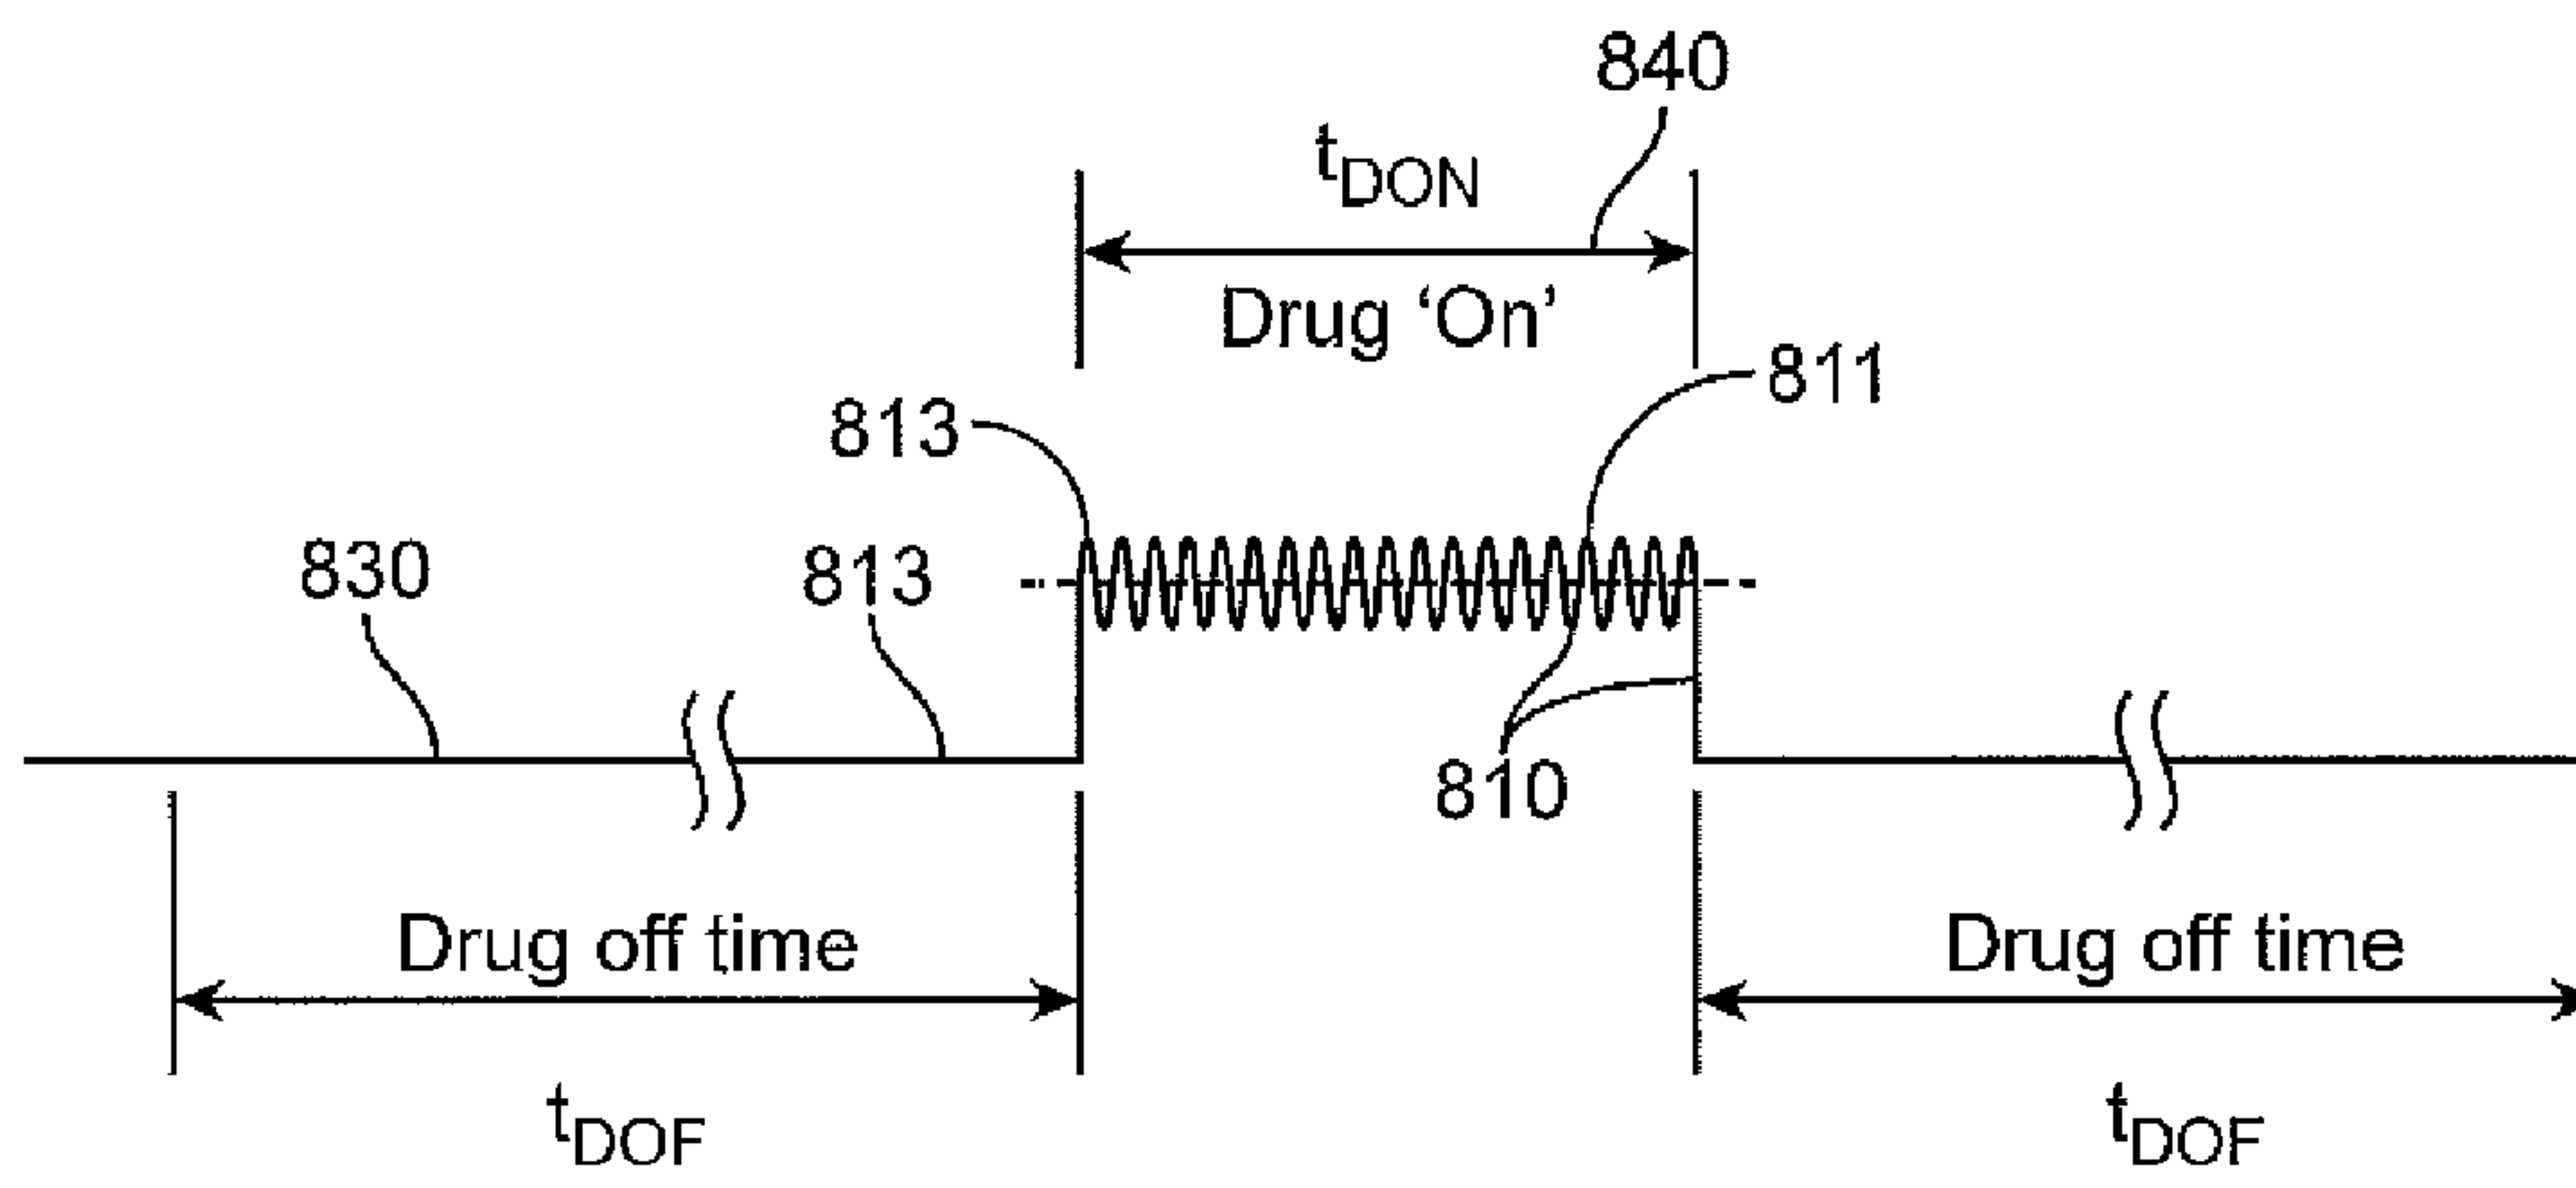 840
tDON
Drug ‘On’
811
813
830
813
810
Drug off time
Drug off time
tDOF
tDOF